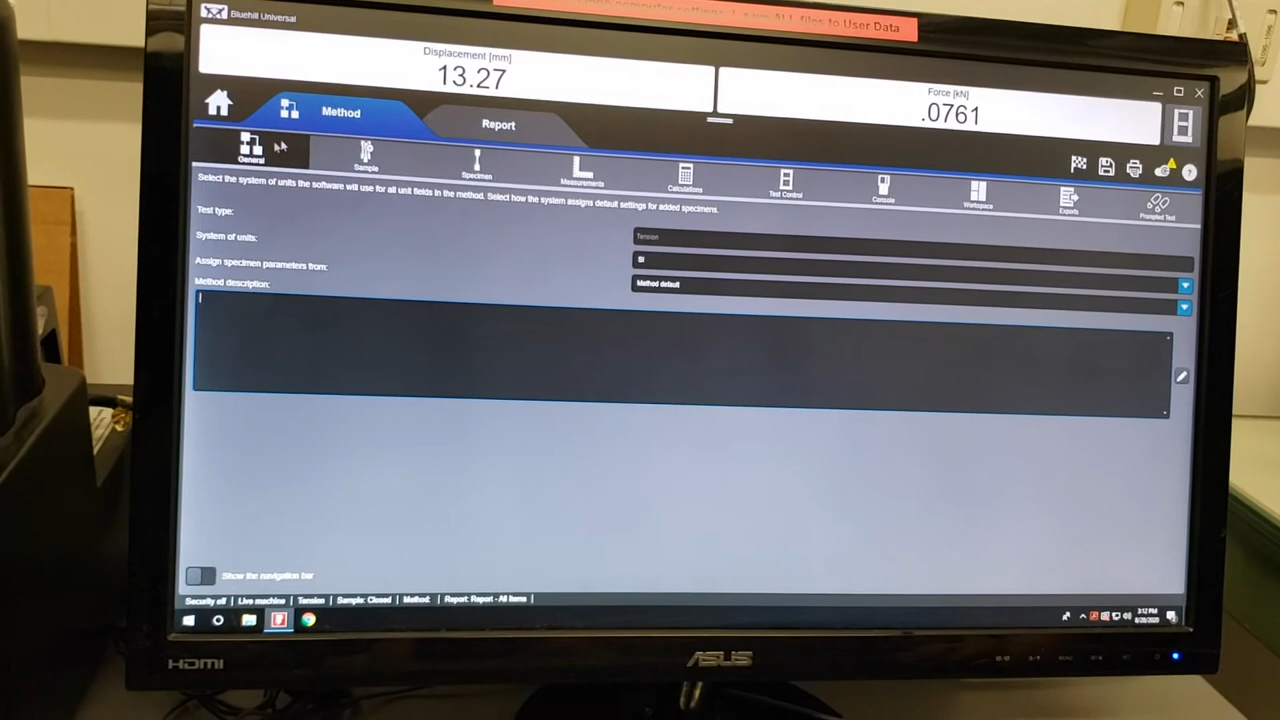 save ALL files to User Data
Bluehill Universal
Displacement [mm]
13.27
Force [kN]
.0761
Method
Report
General
Sample
Specimen
Measurements
Calculations
Test Control
Console
Workspace
Exports
Prompted Test
Select the system of units the software will use for all unit fields in the method. Select how the system assigns default settings for added specimens.
Test type:
Tension
System of units:
SI
Assign specimen parameters from:
Method default
Method description:
Show the navigation bar
Security off | Live machine | Tension | Sample: Closed | Method: | Report: Report - All Items |
3:12 PM
HDMI
ASUS
MENU